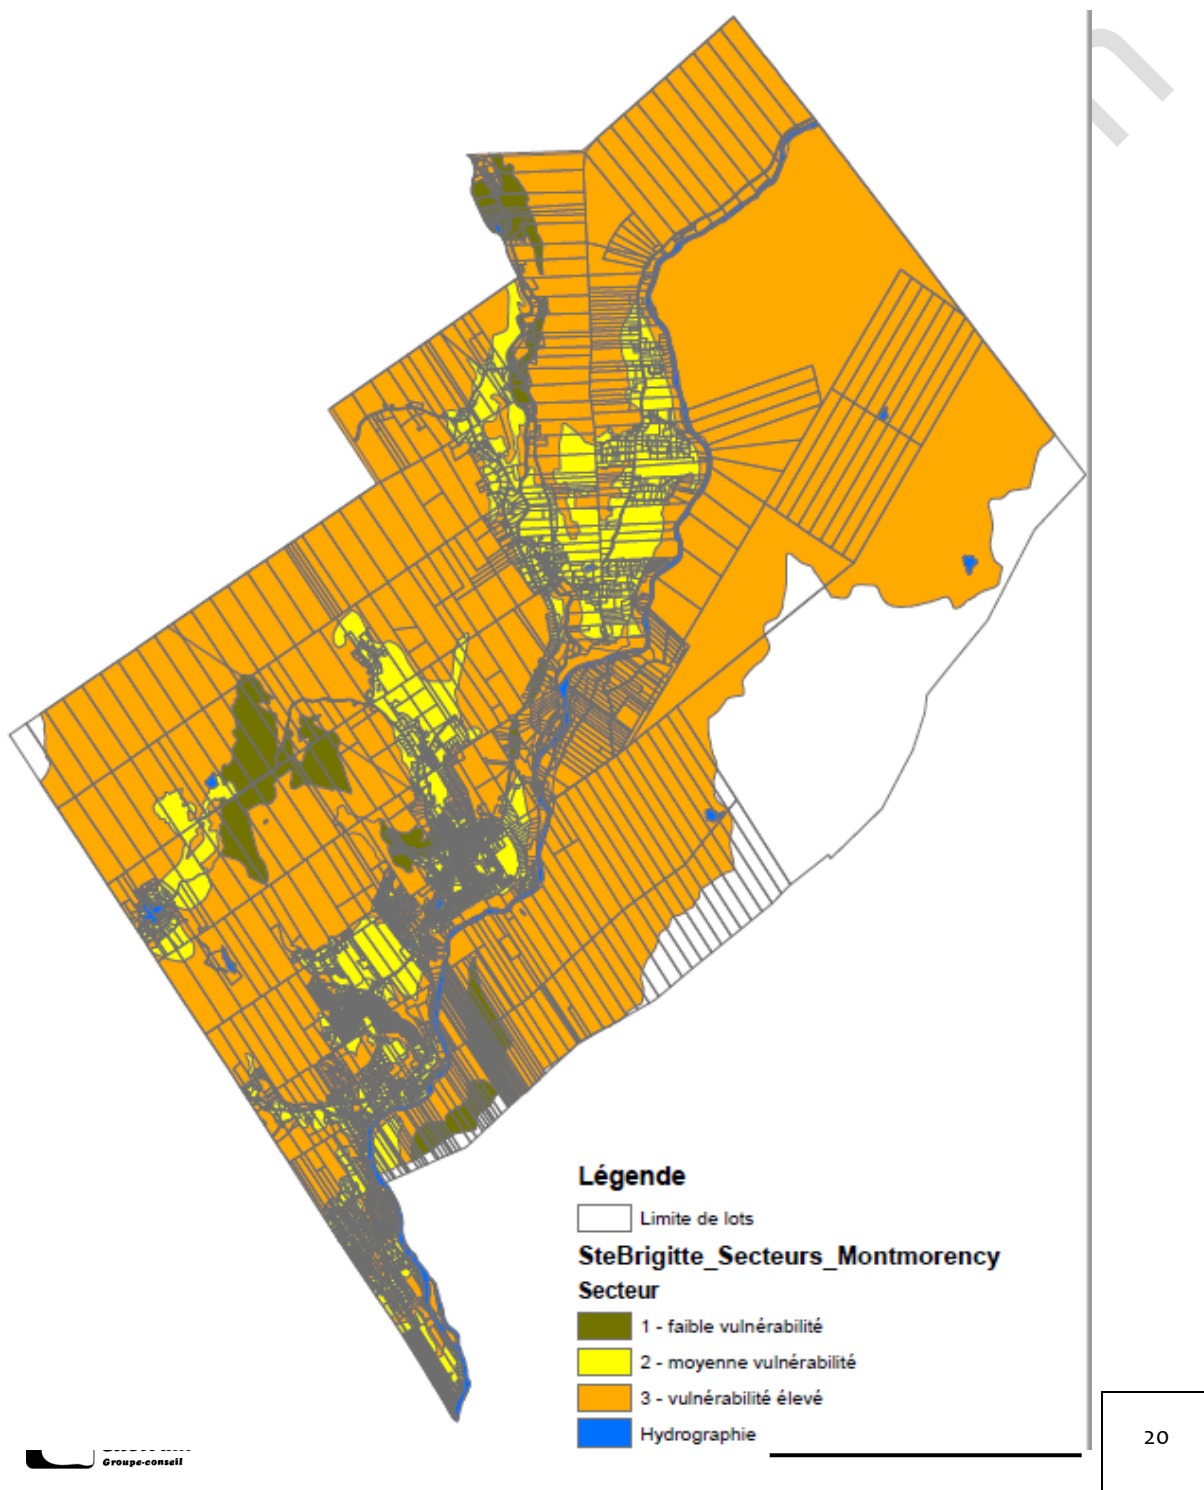 Légende
Limite de lots
SteBrigitte_Secteurs_Montmorency
Secteur
1 - faible vulnérabilité
2 - moyenne vulnérabilité
3 - vulnérabilité élevé
Hydrographie
Groupe-conseil
20